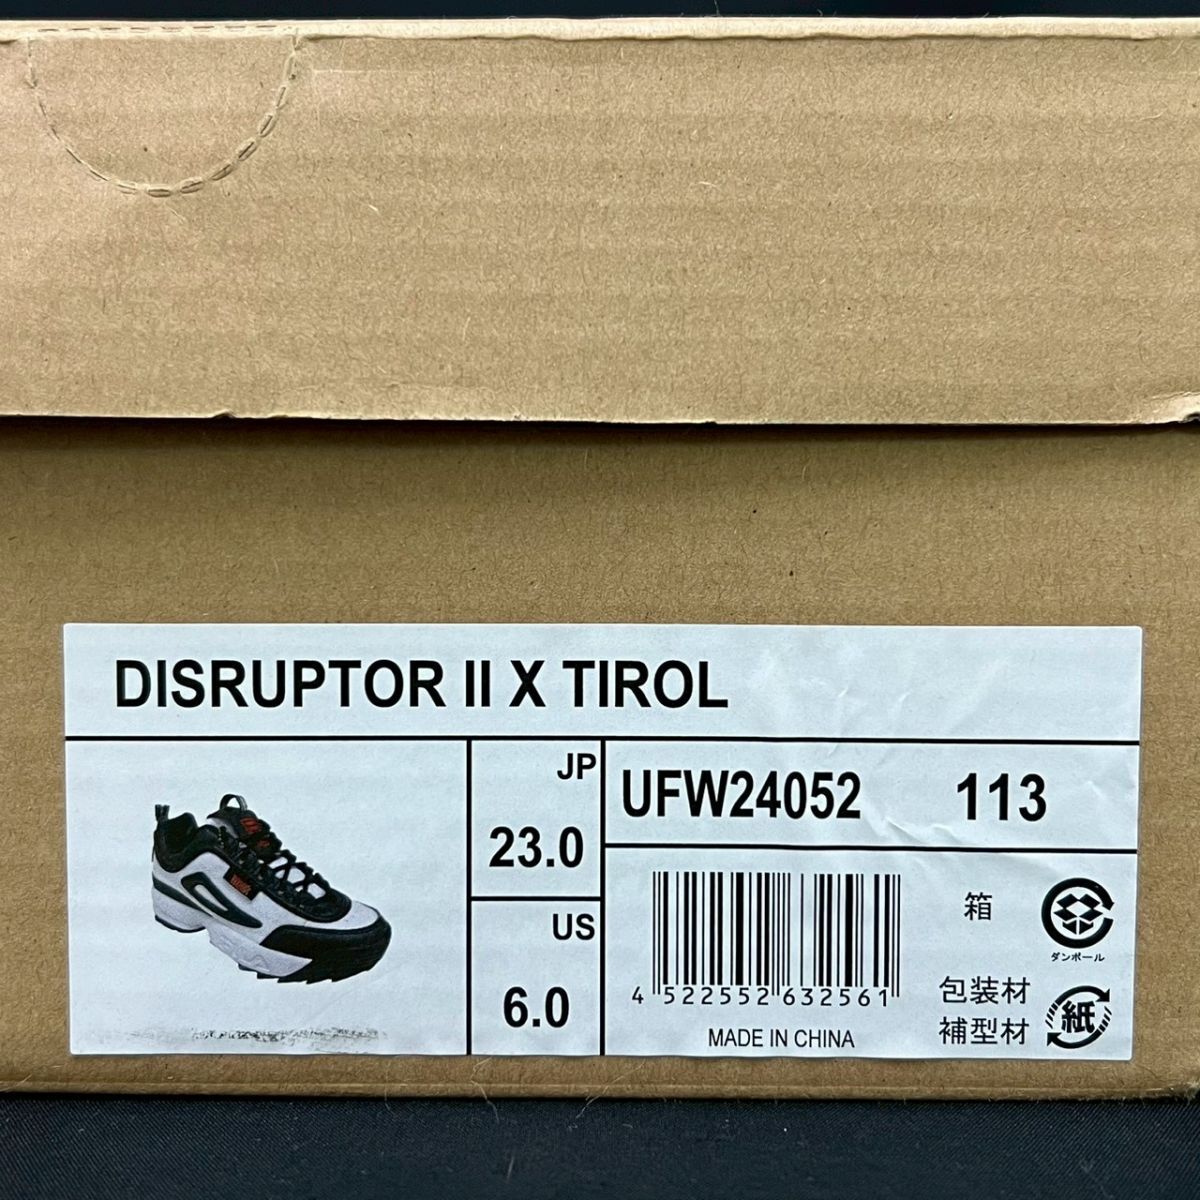 DISRUPTOR II X TIROL
JP
23.0
US
6.0
UFW24052 113
4 522552 632561
MADE IN CHINA
箱
ダンボール
包装材
補型材
紙